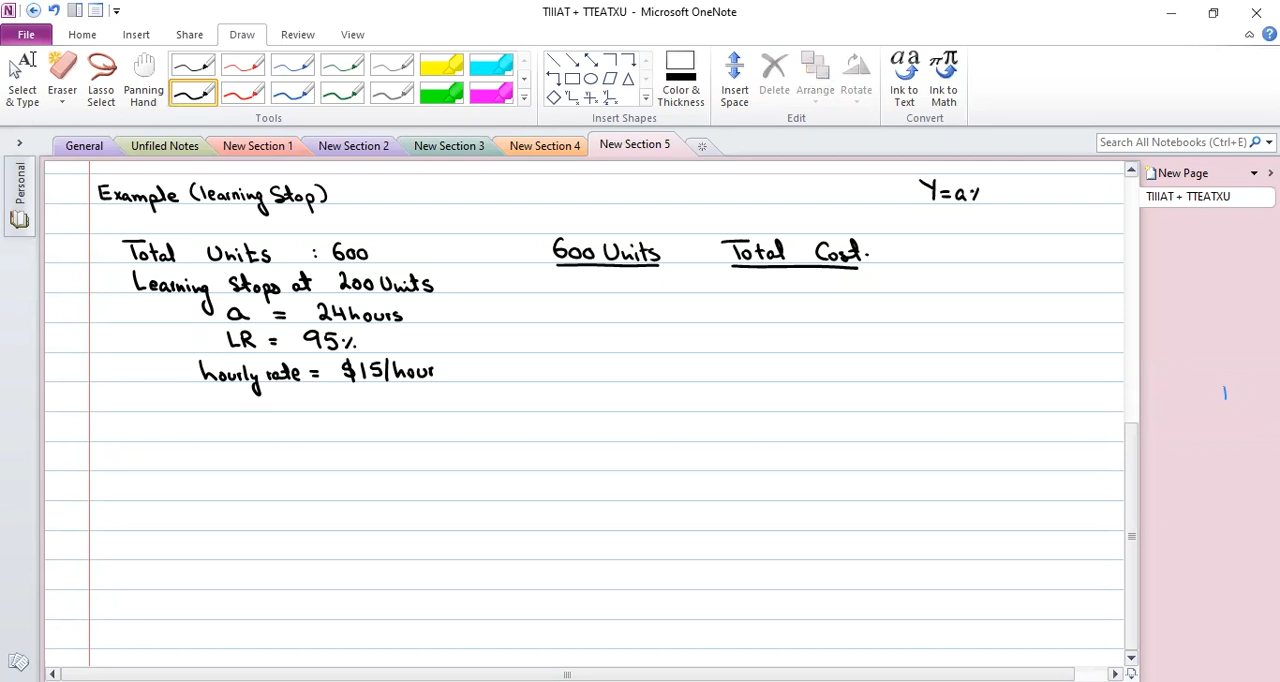 TIIIAT + TTEATXU - Microsoft OneNote
File Home Insert Share Draw Review View
Select & Type Eraser Lasso Select Panning Hand Color & Thickness Insert Space Delete Arrange Rotate Ink to Text Ink to Math
Tools Insert Shapes Edit Convert
General Unfiled Notes New Section 1 New Section 2 New Section 3 New Section 4 New Section 5 Search All Notebooks (Ctrl+E)
Personal
New Page
TIIIAT + TTEATXU
Example (learning Stop) Y=a%
Total Units : 600 600 Units Total Cost.
Learning Stops at 200 Units
a = 24 hours
LR = 95%
hourly rate = $15/hour